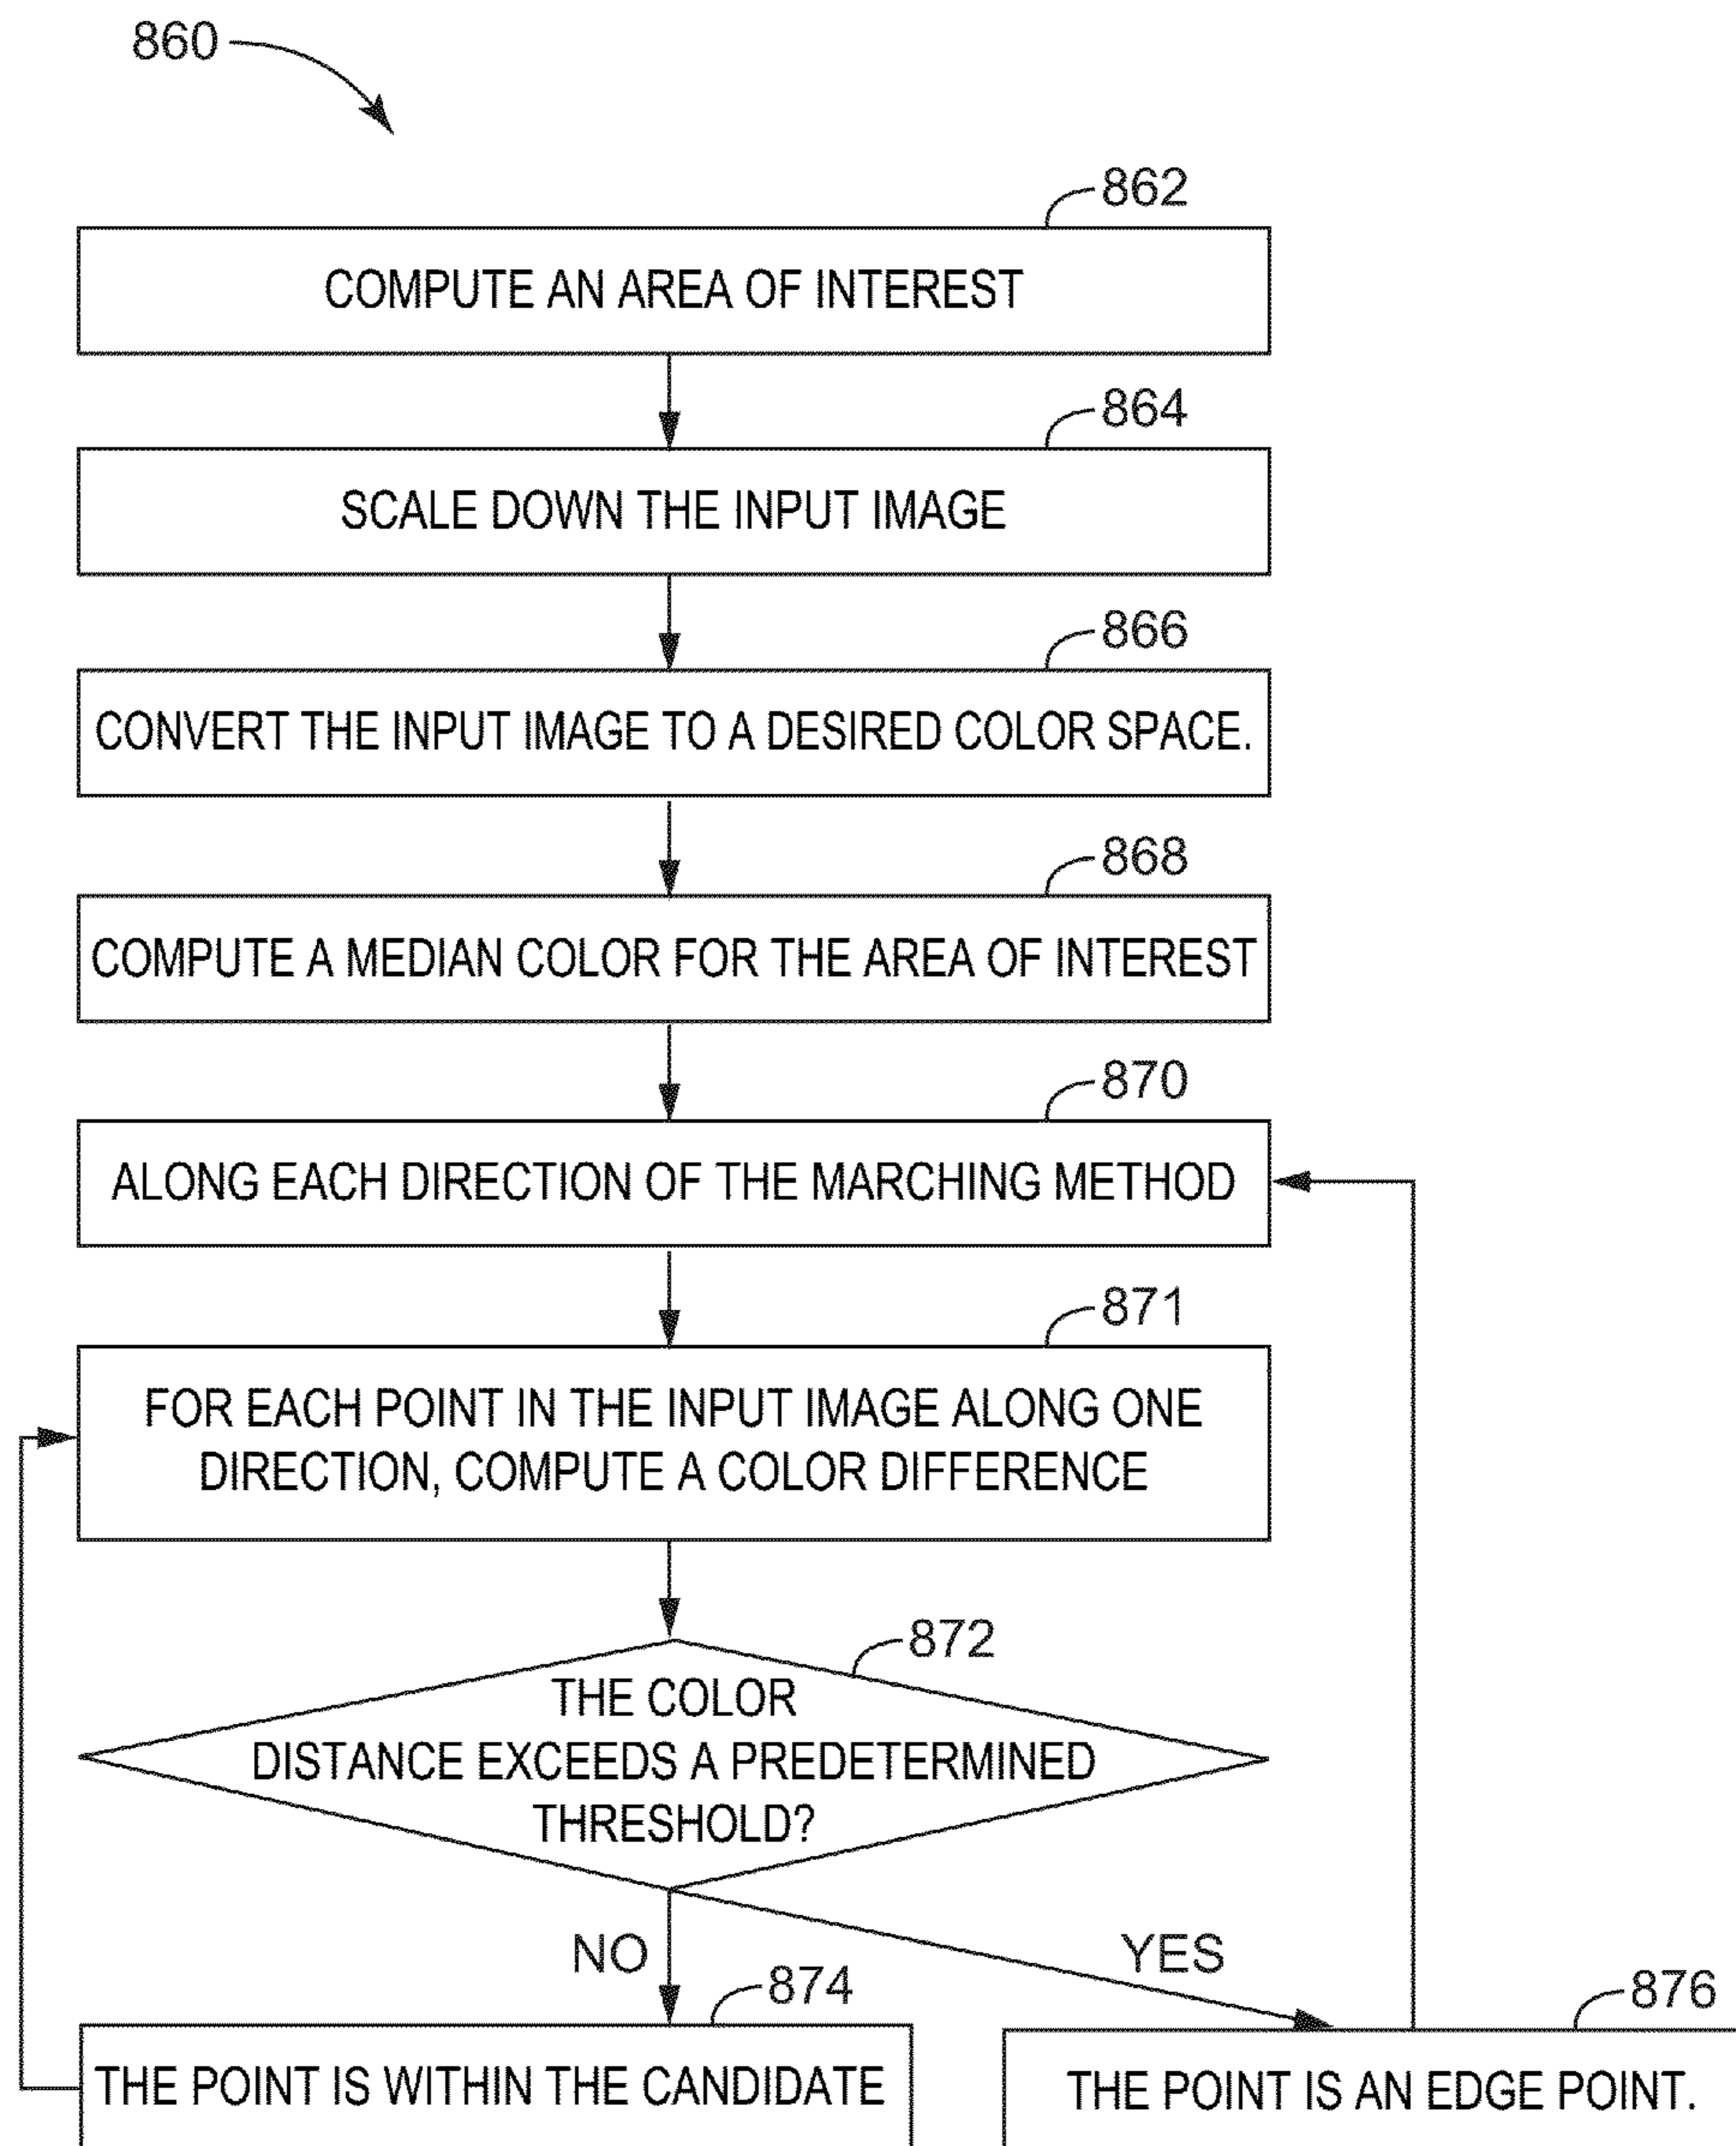 860
862
COMPUTE AN AREA OF INTEREST
864
SCALE DOWN THE INPUT IMAGE
866
CONVERT THE INPUT IMAGE TO A DESIRED COLOR SPACE.
868
COMPUTE A MEDIAN COLOR FOR THE AREA OF INTEREST
870
ALONG EACH DIRECTION OF THE MARCHING METHOD
871
FOR EACH POINT IN THE INPUT IMAGE ALONG ONE
DIRECTION, COMPUTE A COLOR DIFFERENCE
872
THE COLOR
DISTANCE EXCEEDS A PREDETERMINED
THRESHOLD?
NO
YES
874
876
THE POINT IS WITHIN THE CANDIDATE
THE POINT IS AN EDGE POINT.